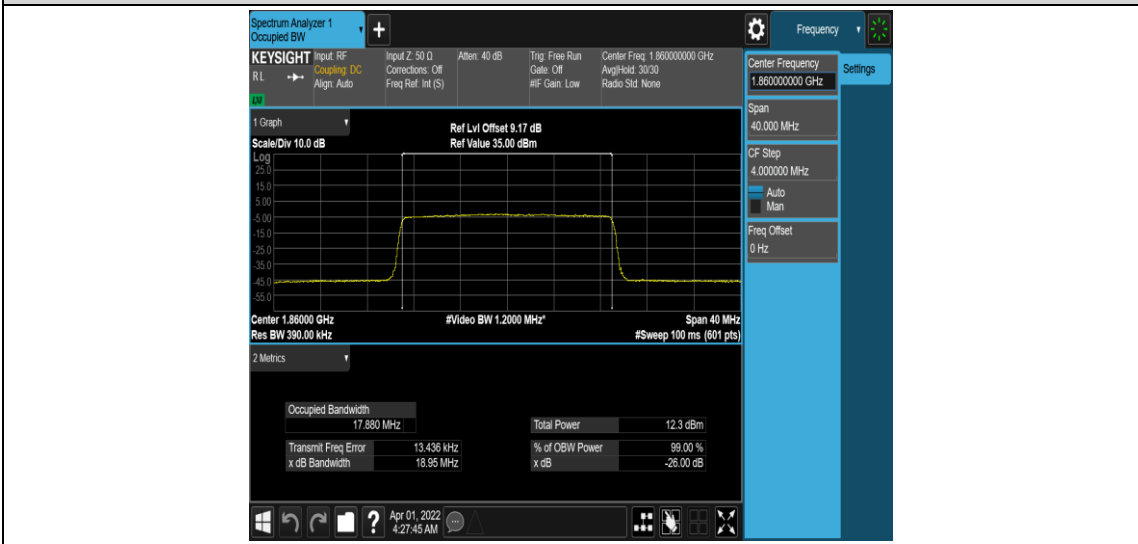 Spectrum Analyzer 1
Occupied BW
+
Frequency
KEYSIGHT
RL
LXI
Input: RF
Coupling: DC
Align: Auto
Input Z: 50 Ω
Corrections: Off
Freq Ref: Int (S)
Atten: 40 dB
Trig: Free Run
Gate: Off
#IF Gain: Low
Center Freq: 1.860000000 GHz
Avg|Hold: 30/30
Radio Std: None
Center Frequency
1.860000000 GHz
Settings
Span
40.000 MHz
CF Step
4.000000 MHz
Auto
Man
Freq Offset
0 Hz
1 Graph
Ref Lvl Offset 9.17 dB
Scale/Div 10.0 dB
Ref Value 35.00 dBm
Log
25.0
15.0
5.00
-5.00
-15.0
-25.0
-35.0
-45.0
-55.0
Center 1.86000 GHz
#Video BW 1.2000 MHz*
Span 40 MHz
Res BW 390.00 kHz
#Sweep 100 ms (601 pts)
2 Metrics
Occupied Bandwidth
17.880 MHz
Total Power 12.3 dBm
Transmit Freq Error 13.436 kHz
% of OBW Power 99.00 %
x dB Bandwidth 18.95 MHz
x dB -26.00 dB
?
Apr 01, 2022
4:27:45 AM